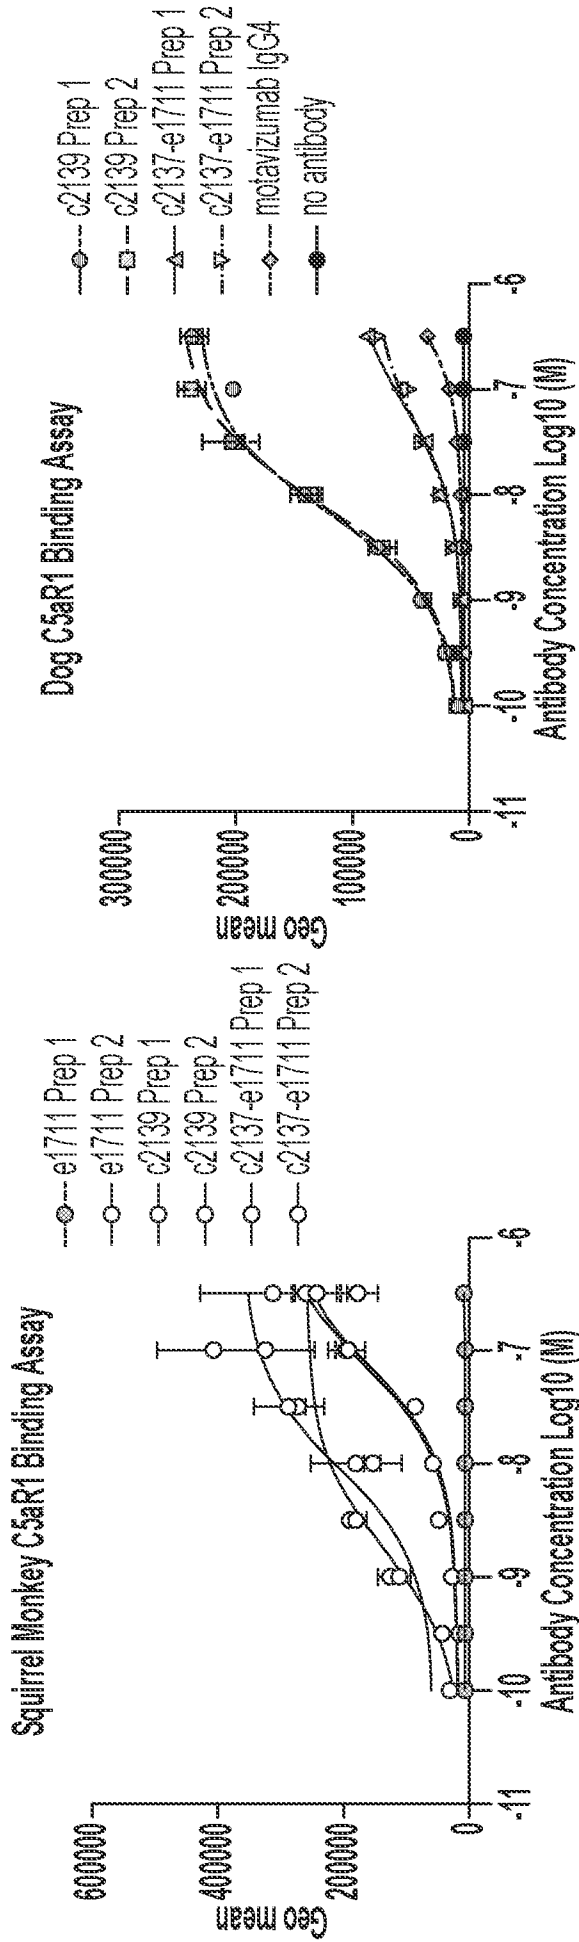 Squirrel Monkey C5aR1 Binding Assay
e1711 Prep 1
e1711 Prep 2
c2139 Prep 1
c2139 Prep 2
c2137-e1711 Prep 1
c2137-e1711 Prep 2
Geo mean
600000
400000
200000
0
-11
-10
-9
-8
-7
-6
Antibody Concentration Log10 (M)
Dog C5aR1 Binding Assay
c2139 Prep 1
c2139 Prep 2
c2137-e1711 Prep 1
c2137-e1711 Prep 2
motavizumab IgG4
no antibody
Geo mean
300000
200000
100000
0
-11
-10
-9
-8
-7
-6
Antibody Concentration Log10 (M)